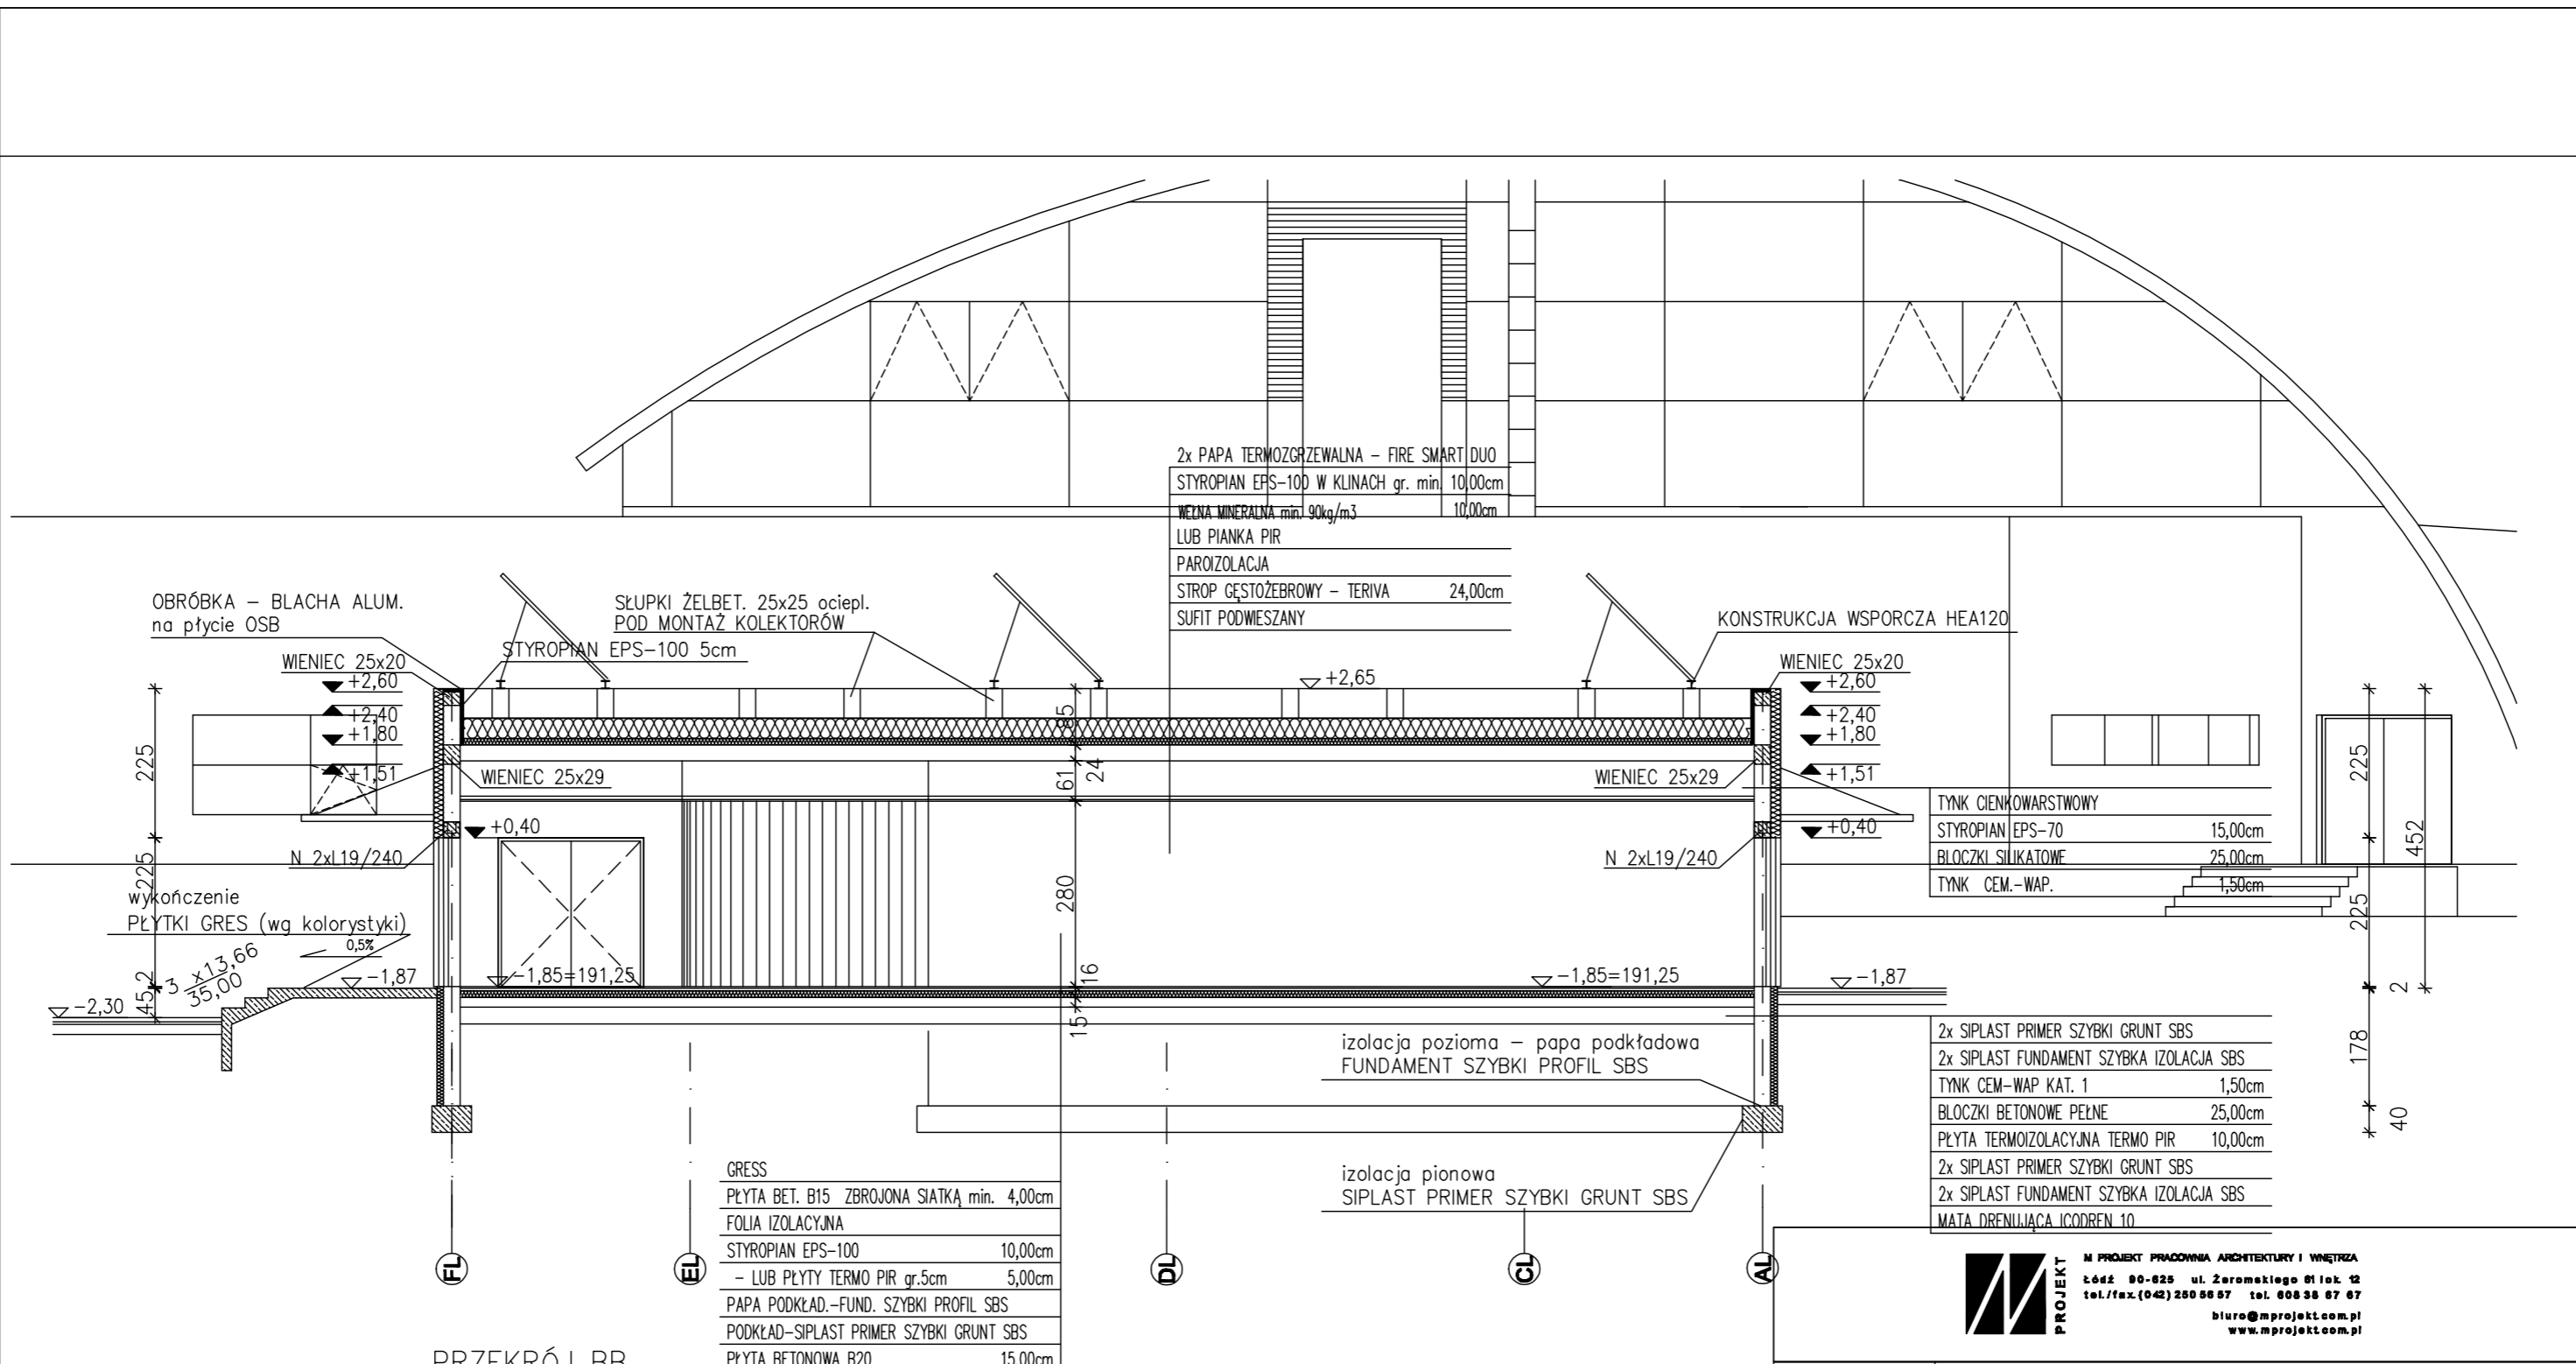 2x PAPA TERMOZGRZEWALNA – FIRE SMART DUO
STYROPIAN EPS-100 W KLINACH gr. min. 10,00cm
WEŁNA MINERALNA min. 90kg/m3 10,00cm
LUB PIANKA PIR
PAROIZOLACJA
STROP GĘSTOŻEBROWY – TERIVA 24,00cm
SUFIT PODWIESZANY
OBRÓBKA – BLACHA ALUM.
na płycie OSB
SŁUPKI ŻELBET. 25x25 ociepl.
POD MONTAŻ KOLEKTORÓW
STYROPIAN EPS-100 5cm
KONSTRUKCJA WSPORCZA HEA120
WIENIEC 25x20
+2,60
+2,40
+1,80
+1,51
+2,65
WIENIEC 25x20
+2,60
+2,40
+1,80
+1,51
WIENIEC 25x29
WIENIEC 25x29
+0,40
+0,40
N 2xL19/240
N 2xL19/240
225
225
2
45
85
24
61
280
16
15
225
452
225
2
178
40
wykończenie
PŁYTKI GRES (wg kolorystyki)
0,5%
3 x13,66
35,00
-1,87
-2,30
-1,85=191,25
-1,85=191,25
-1,87
TYNK CIENKOWARSTWOWY
STYROPIAN EPS-70 15,00cm
BLOCZKI SILIKATOWE 25,00cm
TYNK CEM.-WAP. 1,50cm
izolacja pozioma – papa podkładowa
FUNDAMENT SZYBKI PROFIL SBS
izolacja pionowa
SIPLAST PRIMER SZYBKI GRUNT SBS
2x SIPLAST PRIMER SZYBKI GRUNT SBS
2x SIPLAST FUNDAMENT SZYBKA IZOLACJA SBS
TYNK CEM-WAP KAT. 1 1,50cm
BLOCZKI BETONOWE PEŁNE 25,00cm
PŁYTA TERMOIZOLACYJNA TERMO PIR 10,00cm
2x SIPLAST PRIMER SZYBKI GRUNT SBS
2x SIPLAST FUNDAMENT SZYBKA IZOLACJA SBS
MATA DRENUJĄCA ICODREN 10
GRESS
PŁYTA BET. B15 ZBROJONA SIATKĄ min. 4,00cm
FOLIA IZOLACYJNA
STYROPIAN EPS-100 10,00cm
– LUB PŁYTY TERMO PIR gr.5cm 5,00cm
PAPA PODKŁAD.-FUND. SZYBKI PROFIL SBS
PODKŁAD-SIPLAST PRIMER SZYBKI GRUNT SBS
PŁYTA BETONOWA B20 15,00cm
FL
EL
DL
CL
AL
PRZEKRÓJ BB
PROJEKT
M PROJEKT PRACOWNIA ARCHITEKTURY I WNĘTRZA
Łódź 90-625 ul. Żeromskiego 61 lok. 12
tel./fax.(042) 250 56 57 tel. 608 38 67 67
biuro@mprojekt.com.pl
www.mprojekt.com.pl